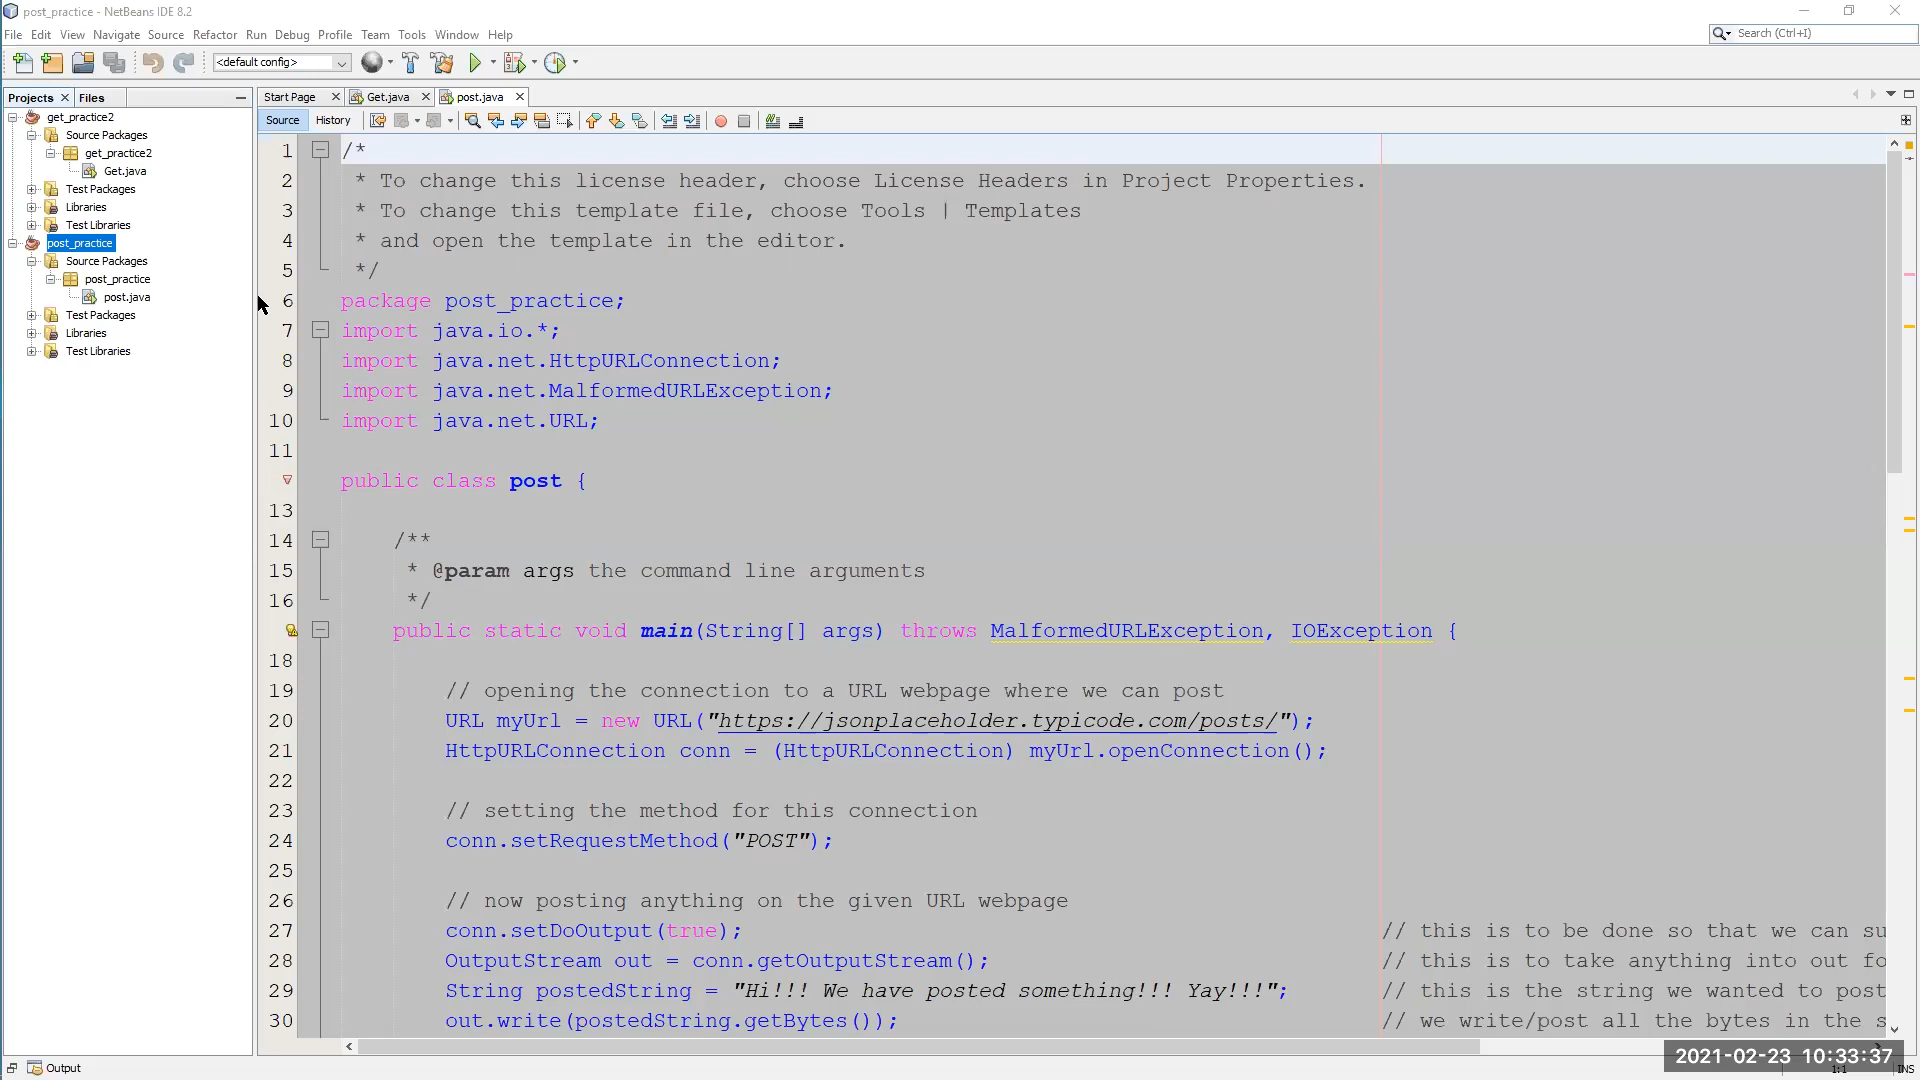 post_practice - NetBeans IDE 8.2
File Edit View Navigate Source Refactor Run Debug Profile Team Tools Window Help
Search (Ctrl+I)
<default config>
Projects Files
Start Page Get.java post.java
Source History
get_practice2
Source Packages
get_practice2
Get.java
Test Packages
Libraries
Test Libraries
post_practice
Source Packages
post_practice
post.java
Test Packages
Libraries
Test Libraries
1 /*
2 * To change this license header, choose License Headers in Project Properties.
3 * To change this template file, choose Tools | Templates
4 * and open the template in the editor.
5 */
6 package post_practice;
7 import java.io.*;
8 import java.net.HttpURLConnection;
9 import java.net.MalformedURLException;
10 import java.net.URL;
11
public class post {
13
14 /**
15 * @param args the command line arguments
16 */
public static void main(String[] args) throws MalformedURLException, IOException {
18
19 // opening the connection to a URL webpage where we can post
20 URL myUrl = new URL("https://jsonplaceholder.typicode.com/posts/");
21 HttpURLConnection conn = (HttpURLConnection) myUrl.openConnection();
22
23 // setting the method for this connection
24 conn.setRequestMethod("POST");
25
26 // now posting anything on the given URL webpage
27 conn.setDoOutput(true); // this is to be done so that we can su
28 OutputStream out = conn.getOutputStream(); // this is to take anything into out fo
29 String postedString = "Hi!!! We have posted something!!! Yay!!!"; // this is the string we wanted to post
30 out.write(postedString.getBytes()); // we write/post all the bytes in the s
Output
2021-02-23 10:33:37
1:1 INS